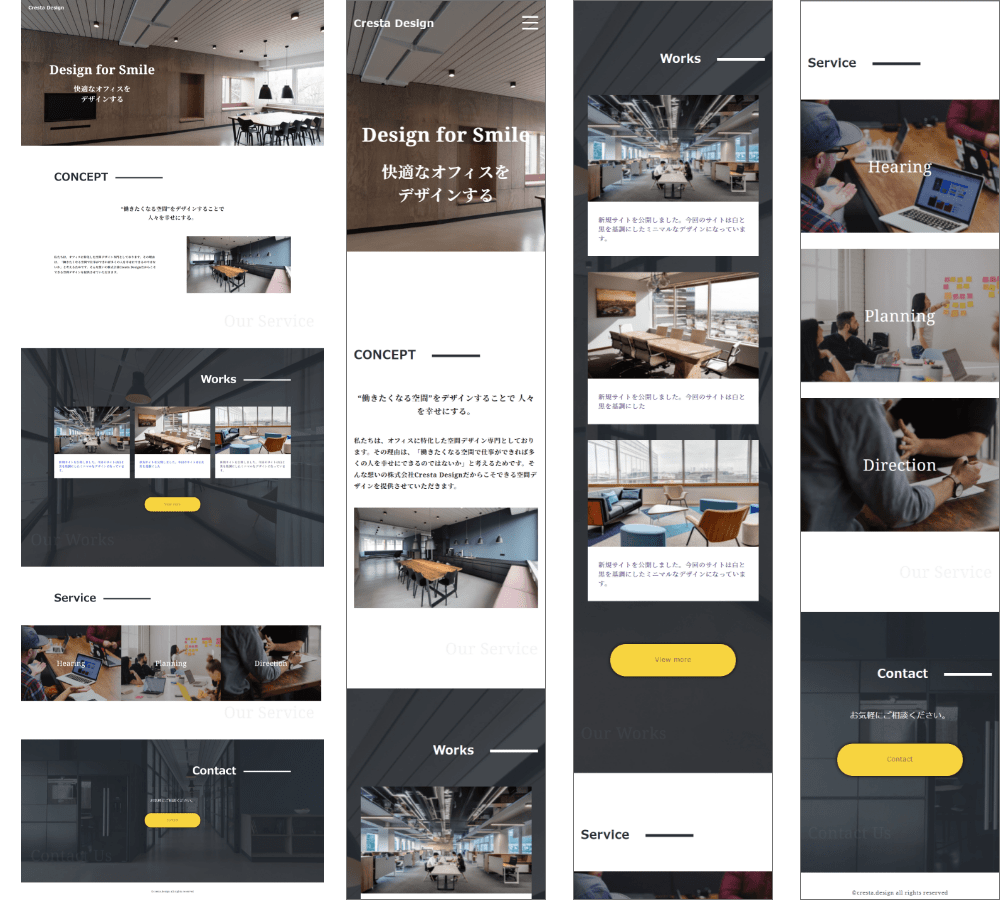 Cresta Design
Design for Smile
快適なオフィスを
デザインする
CONCEPT
“働きたくなる空間”をデザインすることで
人々を幸せにする。
Our Service
Works
Our Works
Service
Hearing
Planning
Direction
Our Service
Contact
お気軽にご相談ください。
Contact Us
Cresta Design
Design for Smile
快適なオフィスを
デザインする
CONCEPT
“働きたくなる空間”をデザインすることで 人々
を幸せにする。
私たちは、オフィスに特化した空間デザイン専門としており
ます。その理由は、「働きたくなる空間で仕事ができれば多
くの人を幸せにできるのではないか」と考えるためです。そ
んな想いの株式会社Cresta Designだからこそできる空間デ
ザインを提供させていただきます。
Our Service
Works
Works
新規サイトを公開しました。今回のサイトは白と
黒を基調にしたミニマルなデザインになっていま
す。
新規サイトを公開しました。今回のサイトは白と
黒を基調にした
新規サイトを公開しました。今回のサイトは白と
黒を基調にしたミニマルなデザインになっていま
す。
View more
Our Works
Service
Service
Hearing
Planning
Direction
Our Service
Contact
お気軽にご相談ください。
Contact
Contact Us
©cresta.design all rights reserved